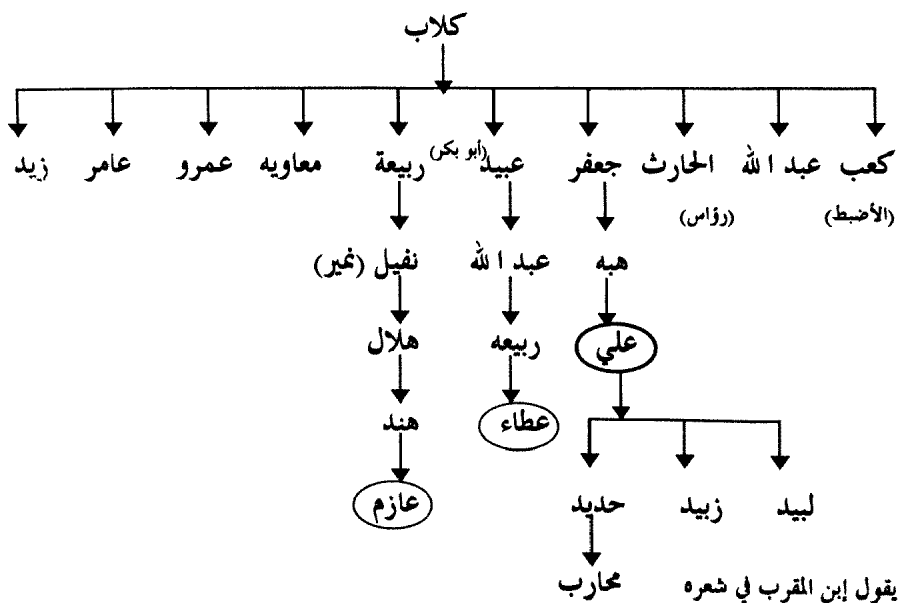 كلاب
كعب عبد الله الحارث جعفر عبيد (أبو بكر) ربيعة معاويه عمرو عامر زيد
(الأضبط) (رؤاس)
هبه عبد الله نفيل (نمير)
علي ربيعه هلال
عطاء هند
لبيد زبيد حديد عازم
يقول إبن المقرب في شعره محارب